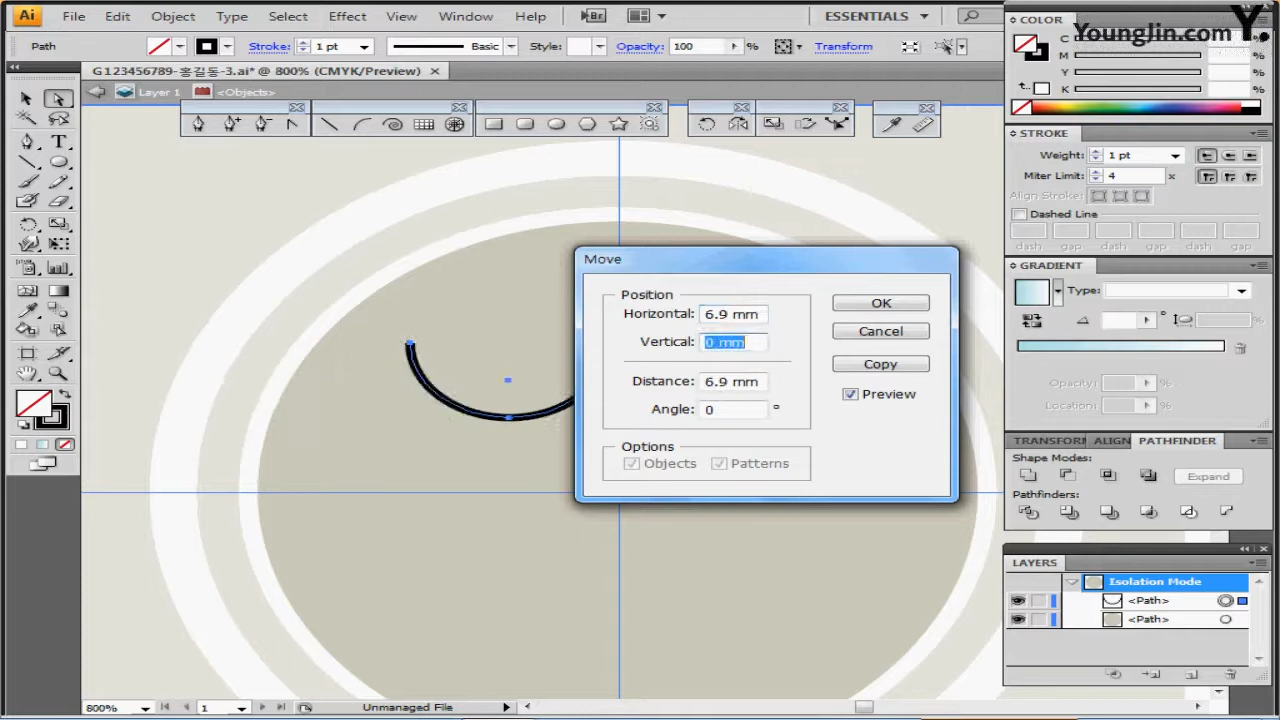 Ai File Edit Object Type Select Effect View Window Help Br ESSENTIALS
Path Stroke: 1 pt Basic Style: Opacity: 100 % Transform
G123456789-홍길동-3.ai* @ 800% (CMYK/Preview)
Layer 1 <Objects>
COLOR
YoungJin.com Y.
C %
M %
Y %
K %
STROKE
Weight: 1 pt
Miter Limit: 4 x
Align Stroke:
Dashed Line
dash gap dash gap dash gap
GRADIENT
Type:
°
Opacity: %
Location: %
TRANSFORM ALIGN PATHFINDER
Shape Modes:
Expand
Pathfinders:
LAYERS
Isolation Mode
<Path>
<Path>
Move
Position
Horizontal: 6.9 mm
Vertical: 0 mm
Distance: 6.9 mm
Angle: 0 °
Options
Objects Patterns
OK
Cancel
Copy
Preview
800% 1 Unmanaged File